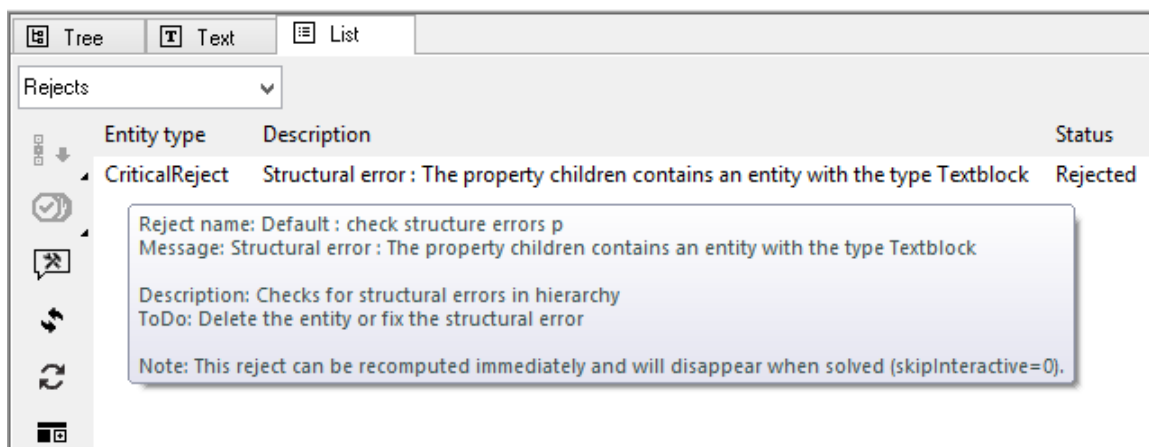 Tree Text List
Rejects
Entity type Description Status
CriticalReject Structural error : The property children contains an entity with the type Textblock Rejected
Reject name: Default : check structure errors p
Message: Structural error : The property children contains an entity with the type Textblock
Description: Checks for structural errors in hierarchy
ToDo: Delete the entity or fix the structural error
Note: This reject can be recomputed immediately and will disappear when solved (skipInteractive=0).